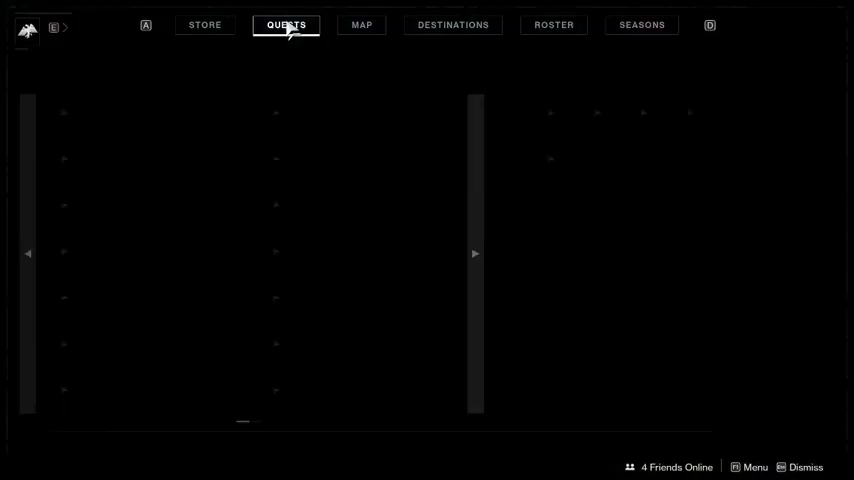 E
A
STORE
QUESTS
MAP
DESTINATIONS
ROSTER
SEASONS
D
4 Friends Online
F1 Menu
Esc Dismiss